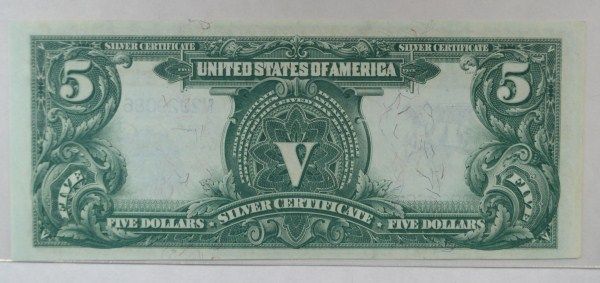 SILVER CERTIFICATE SILVER CERTIFICATE
5 UNITED STATES OF AMERICA 5
V
FIVE FIVE
FIVE DOLLARS SILVER CERTIFICATE FIVE DOLLARS